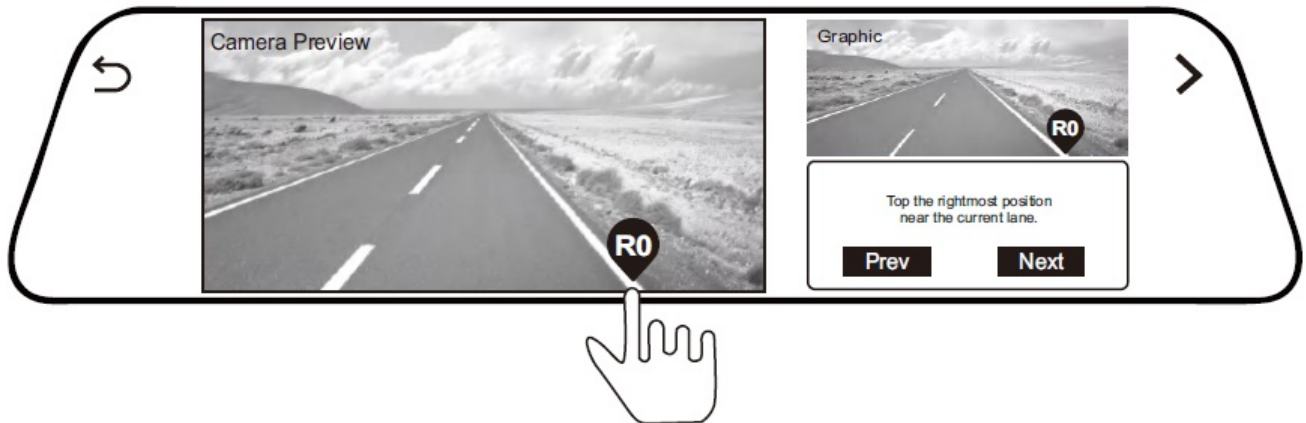 Camera Preview
R0
Graphic
R0
Top the rightmost position
near the current lane.
Prev
Next